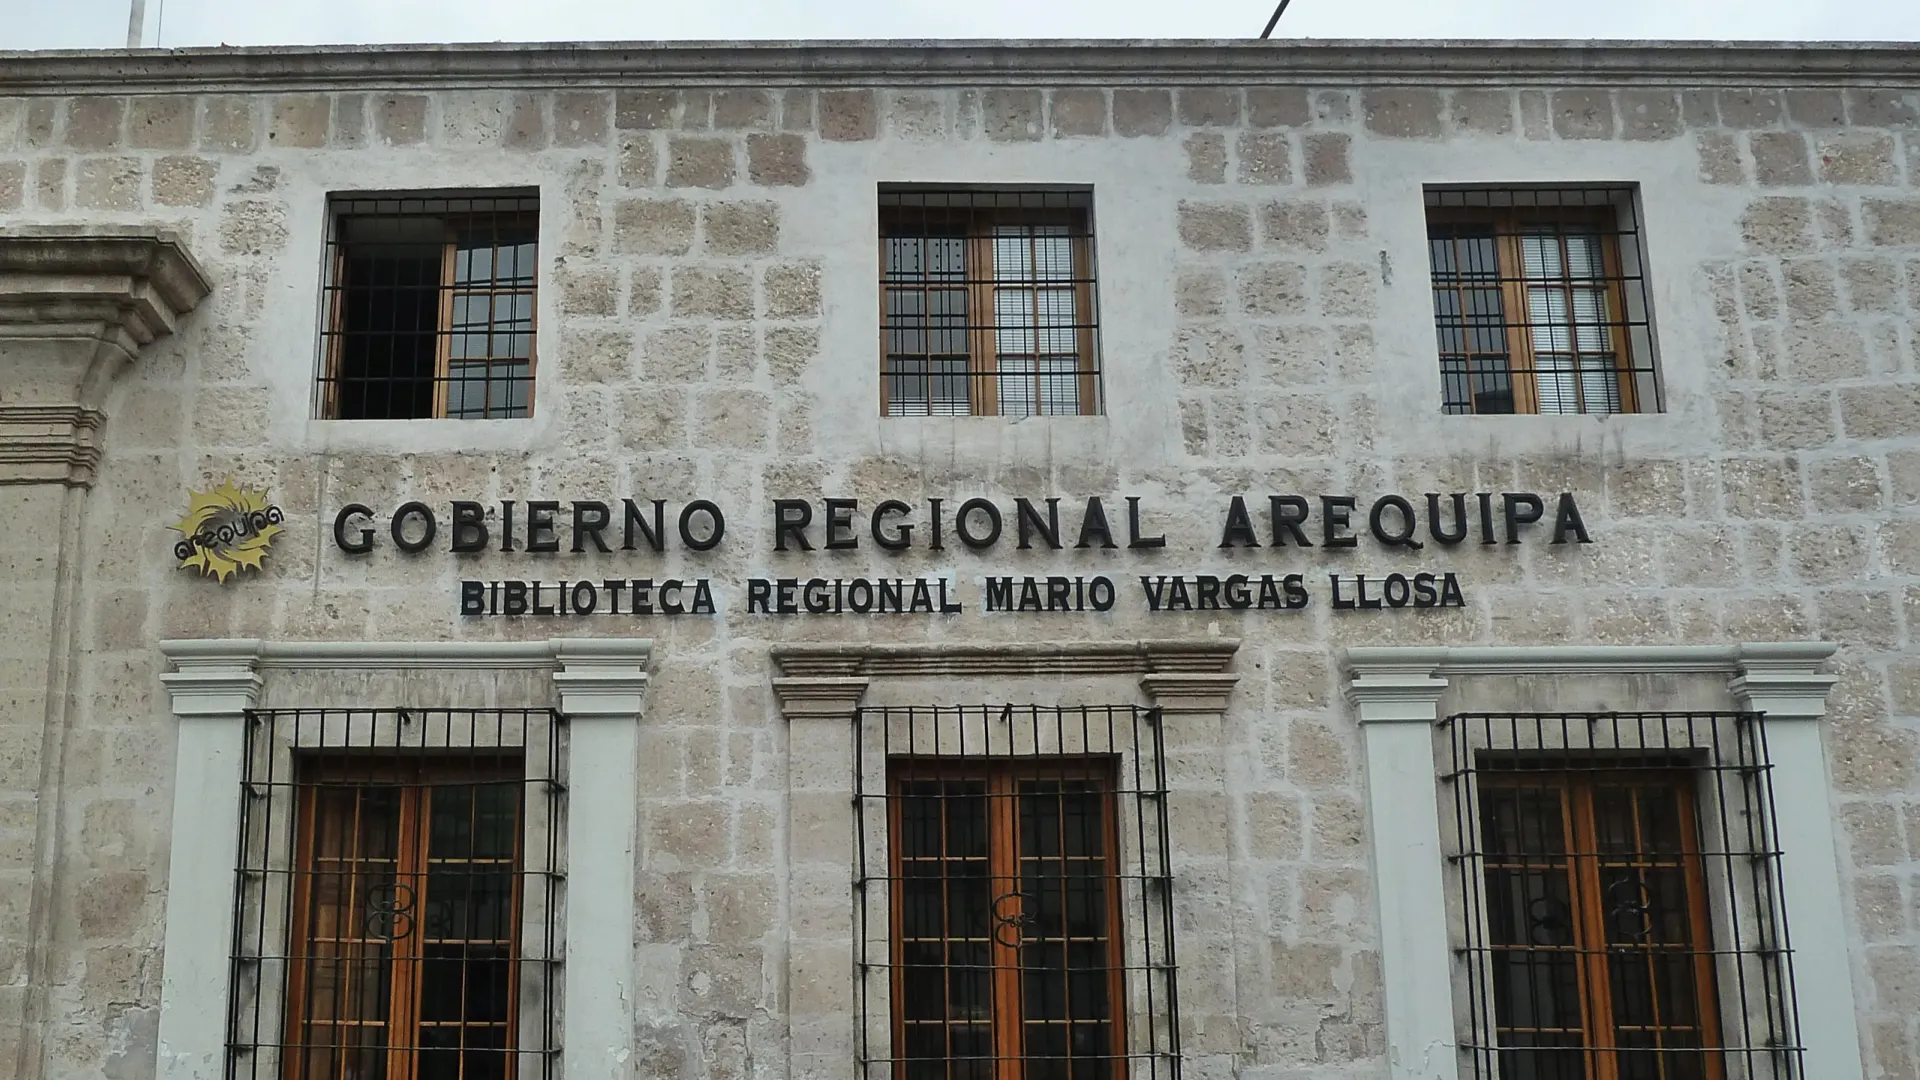 arequipa
GOBIERNO REGIONAL AREQUIPA
BIBLIOTECA REGIONAL MARIO VARGAS LLOSA